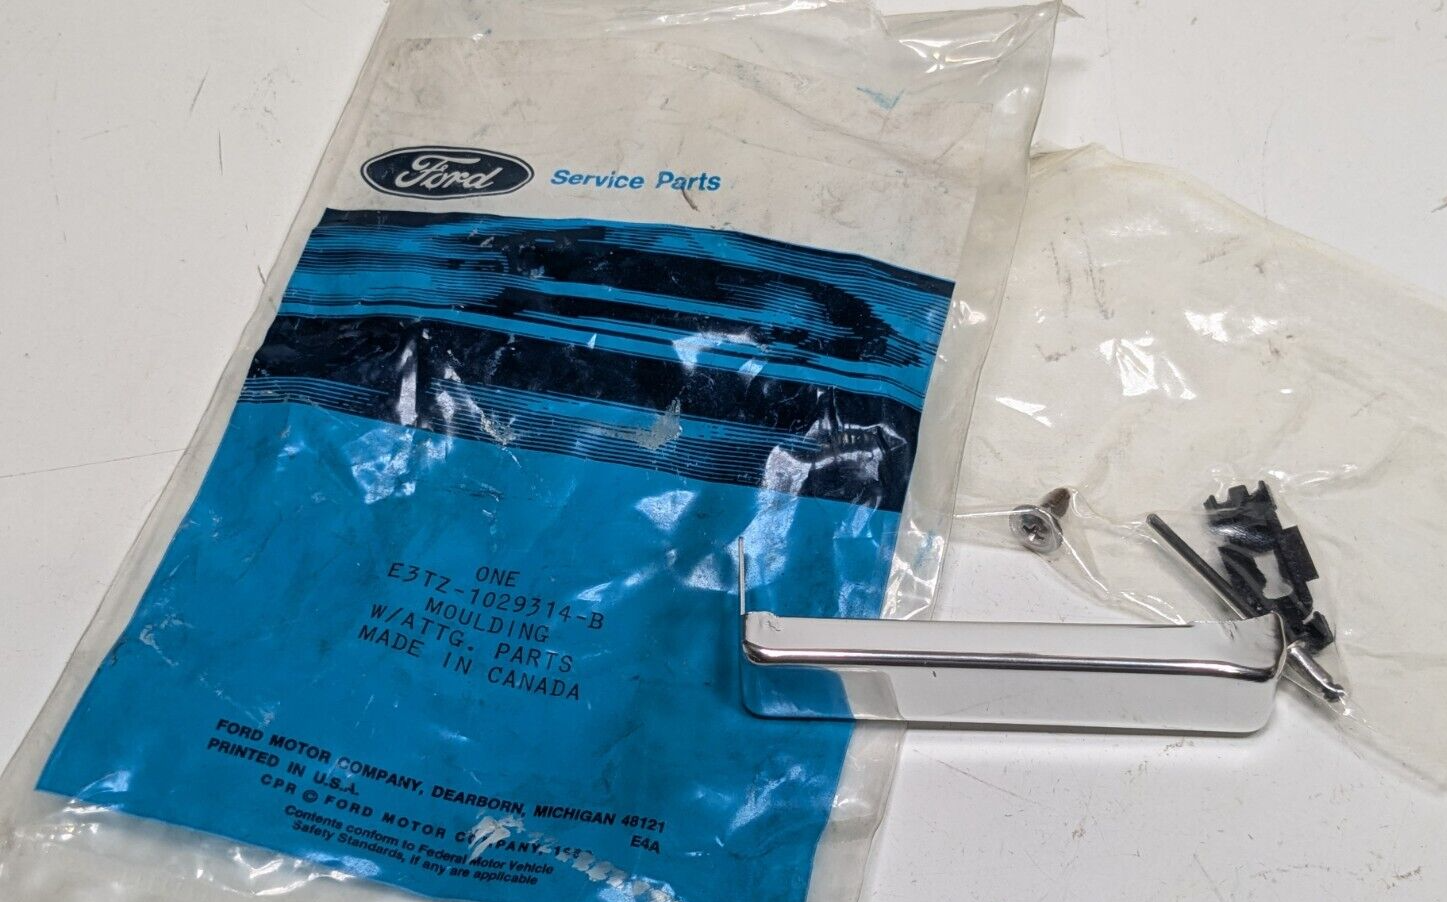 Ford Service Parts
ONE
E3TZ-1029314-B
MOULDING
W/ATTG. PARTS
MADE IN CANADA
FORD MOTOR COMPANY, DEARBORN, MICHIGAN 48121
PRINTED IN U.S.A. E4A
CPR © FORD MOTOR COMPANY,
Contents conform to Federal Motor Vehicle
Safety Standards, if any are applicable